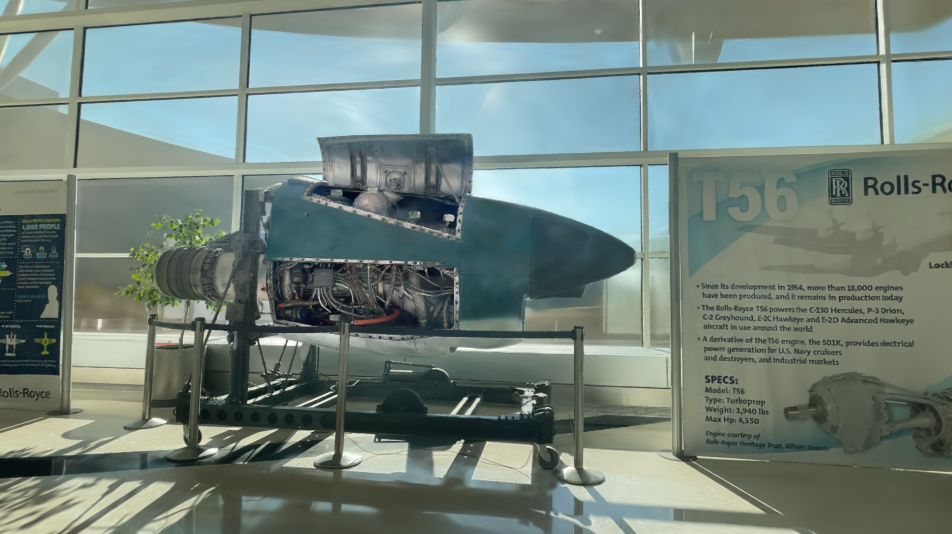 4,000 PEOPLE
Rolls-Royce
T56
Rolls-Ro
Lockh
• Since its development in 1954, more than 18,000 engines
have been produced, and it remains in production today
• The Rolls-Royce T56 powers the C-130 Hercules, P-3 Orion,
C-2 Greyhound, E-2C Hawkeye and E-2D Advanced Hawkeye
aircraft in use around the world
• A derivative of the T56 engine, the 501K, provides electrical
power generation for U.S. Navy cruisers
and destroyers, and industrial markets
SPECS:
Model: T56
Type: Turboprop
Weight: 1,940 lbs
Max Hp: 4,350
Engine courtesy of
Rolls-Royce Heritage Trust, Allison Branch